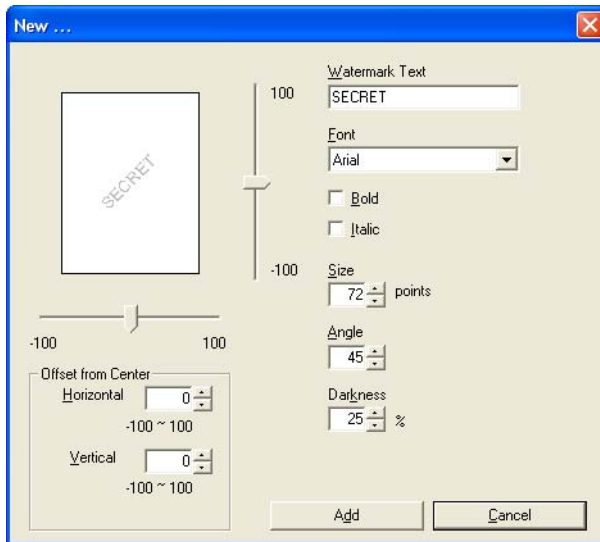 New ...
SECRET
100
-100
-100
100
Offset from Center
Horizontal 0
-100 ~ 100
Vertical 0
-100 ~ 100
Watermark Text
SECRET
Font
Arial
Bold
Italic
Size
72 points
Angle
45
Darkness
25 %
Add
Cancel